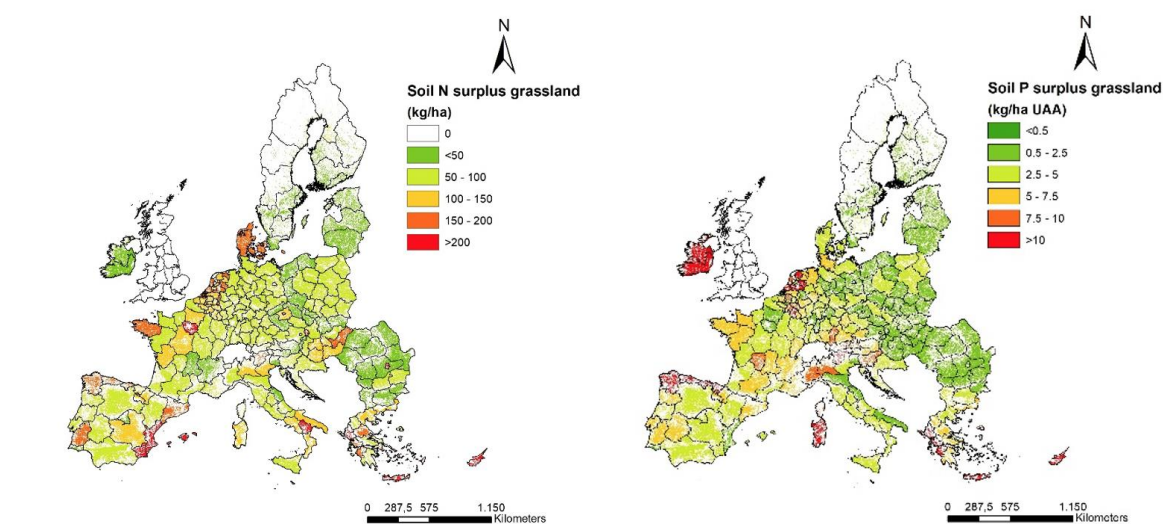 N
Soil N surplus grassland
(kg/ha)
0
<50
50 - 100
100 - 150
150 - 200
>200
0 287,5 575 1.150
Kilometers
N
Soil P surplus grassland
(kg/ha UAA)
<0.5
0.5 - 2.5
2.5 - 5
5 - 7.5
7.5 - 10
>10
0 287,5 575 1.150
Kilometers